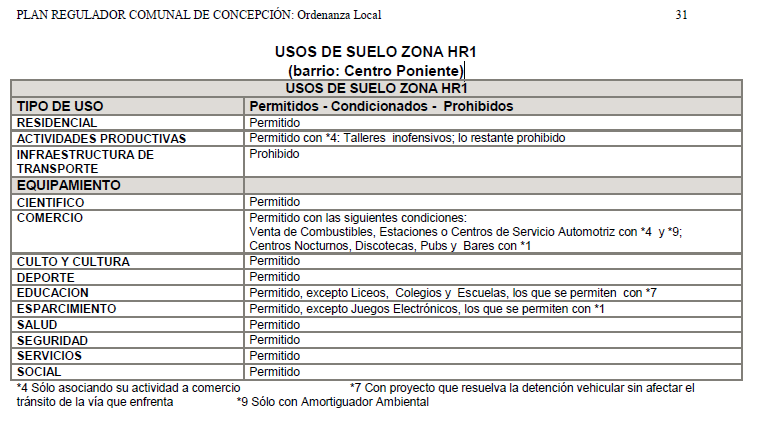 PLAN REGULADOR COMUNAL DE CONCEPCIÓN: Ordenanza Local 31
USOS DE SUELO ZONA HR1
(barrio: Centro Poniente)
USOS DE SUELO ZONA HR1
TIPO DE USO Permitidos - Condicionados - Prohibidos
RESIDENCIAL Permitido
ACTIVIDADES PRODUCTIVAS Permitido con *4: Talleres inofensivos; lo restante prohibido
INFRAESTRUCTURA DE Prohibido
TRANSPORTE
EQUIPAMIENTO
CIENTIFICO Permitido
COMERCIO Permitido con las siguientes condiciones:
Venta de Combustibles, Estaciones o Centros de Servicio Automotriz con *4 y *9;
Centros Nocturnos, Discotecas, Pubs y Bares con *1
CULTO Y CULTURA Permitido
DEPORTE Permitido
EDUCACION Permitido, excepto Liceos, Colegios y Escuelas, los que se permiten con *7
ESPARCIMIENTO Permitido, excepto Juegos Electrónicos, los que se permiten con *1
SALUD Permitido
SEGURIDAD Permitido
SERVICIOS Permitido
SOCIAL Permitido
*4 Sólo asociando su actividad a comercio *7 Con proyecto que resuelva la detención vehicular sin afectar el
tránsito de la vía que enfrenta *9 Sólo con Amortiguador Ambiental